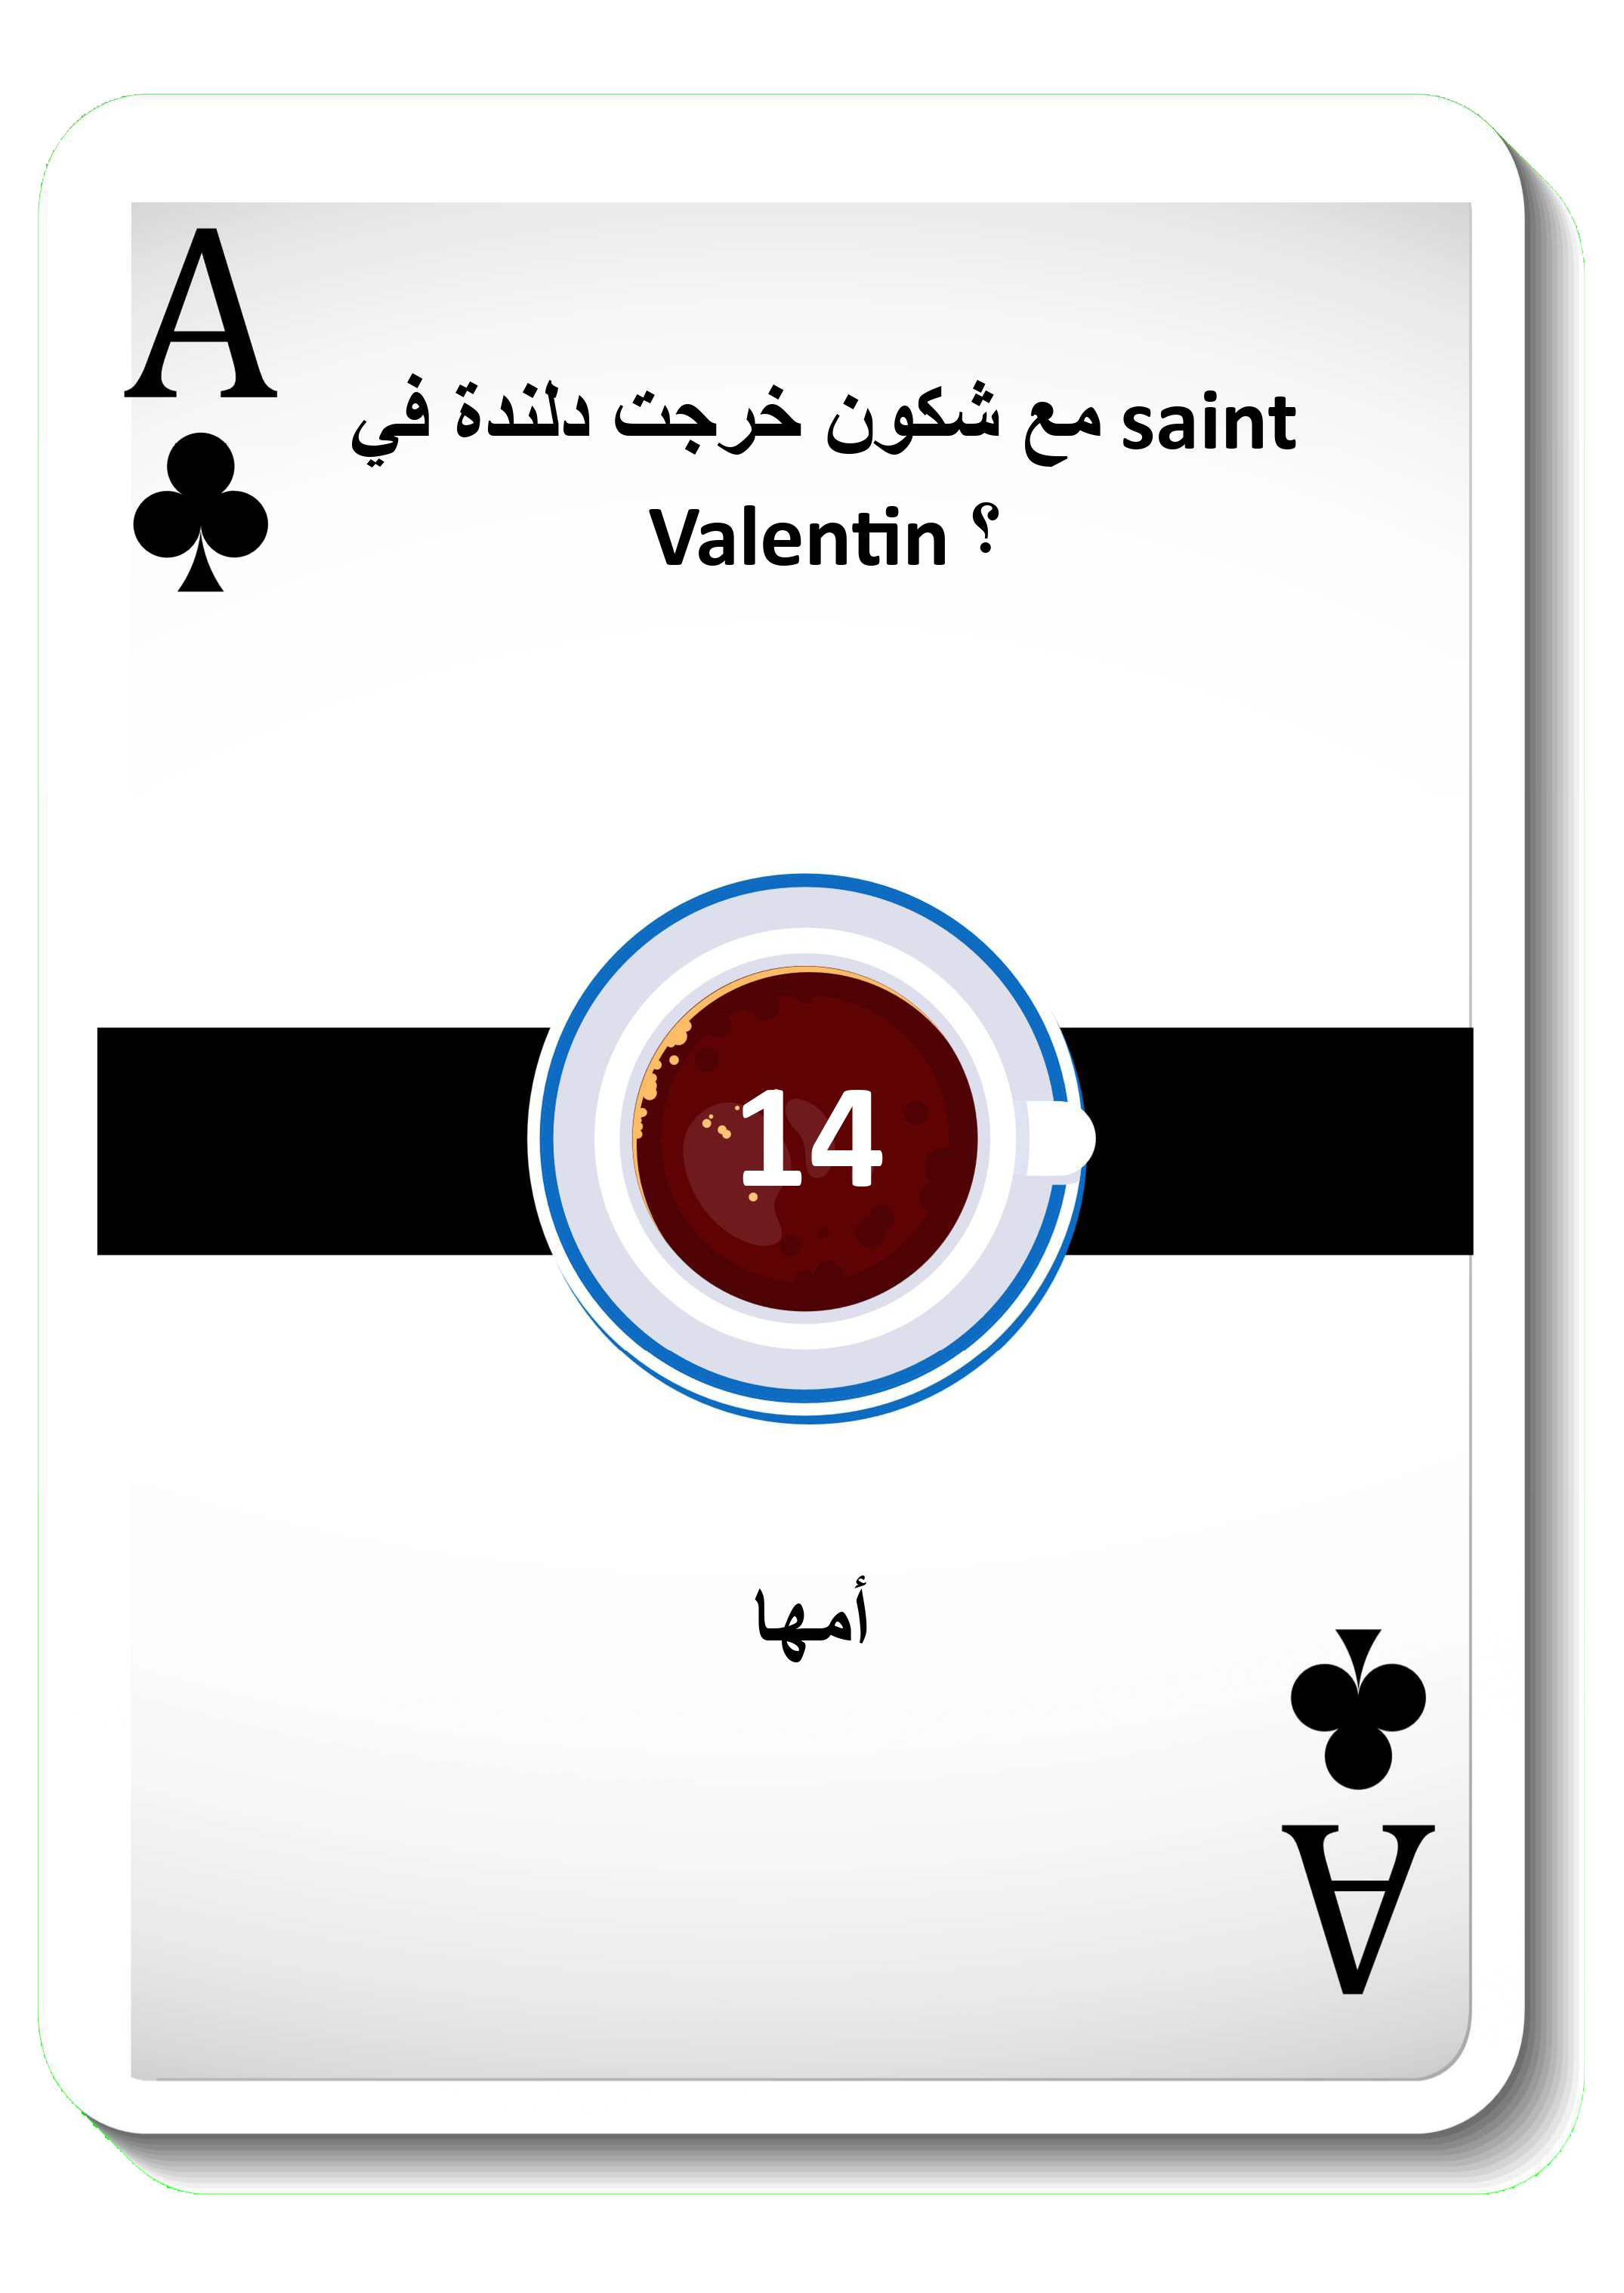 A
مع شكون خرجت دلندة في saint
Valentin ؟
14
أمها
A